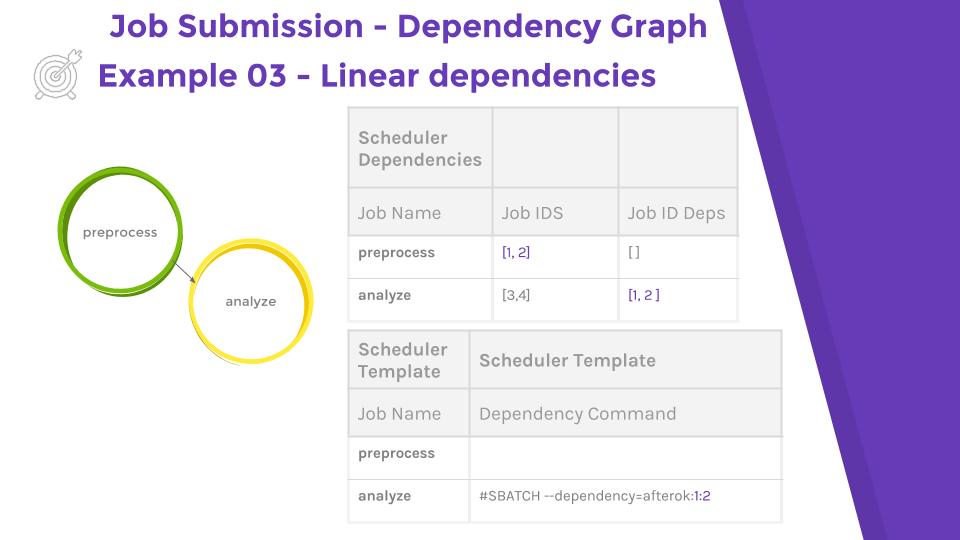 Job Submission - Dependency Graph
Example 03 - Linear dependencies
preprocess
analyze
Scheduler
Dependencies
Job Name Job IDS Job ID Deps
preprocess [1, 2] [ ]
analyze [3,4] [1, 2 ]
Scheduler
Template
Scheduler Template
Job Name Dependency Command
preprocess
analyze #SBATCH --dependency=afterok:1:2